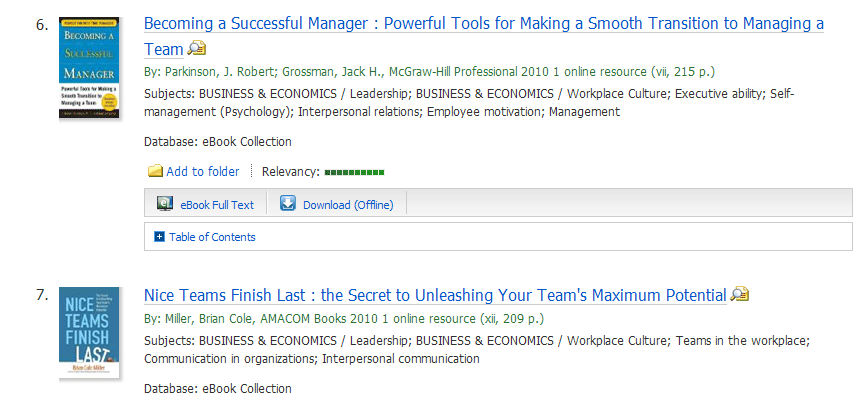 6.
BECOMING A
SUCCESSFUL
MANAGER
Powerful Tools for Making a
Smooth Transition to
Managing a Team
Becoming a Successful Manager : Powerful Tools for Making a Smooth Transition to Managing a
Team
By: Parkinson, J. Robert; Grossman, Jack H., McGraw-Hill Professional 2010 1 online resource (vii, 215 p.)
Subjects: BUSINESS & ECONOMICS / Leadership; BUSINESS & ECONOMICS / Workplace Culture; Executive ability; Self-
management (Psychology); Interpersonal relations; Employee motivation; Management
Database: eBook Collection
Add to folder Relevancy:
eBook Full Text Download (Offline)
Table of Contents
7.
NICE
TEAMS
FINISH
LAST
Brian Cole Miller
Nice Teams Finish Last : the Secret to Unleashing Your Team's Maximum Potential
By: Miller, Brian Cole, AMACOM Books 2010 1 online resource (xii, 209 p.)
Subjects: BUSINESS & ECONOMICS / Leadership; BUSINESS & ECONOMICS / Workplace Culture; Teams in the workplace;
Communication in organizations; Interpersonal communication
Database: eBook Collection